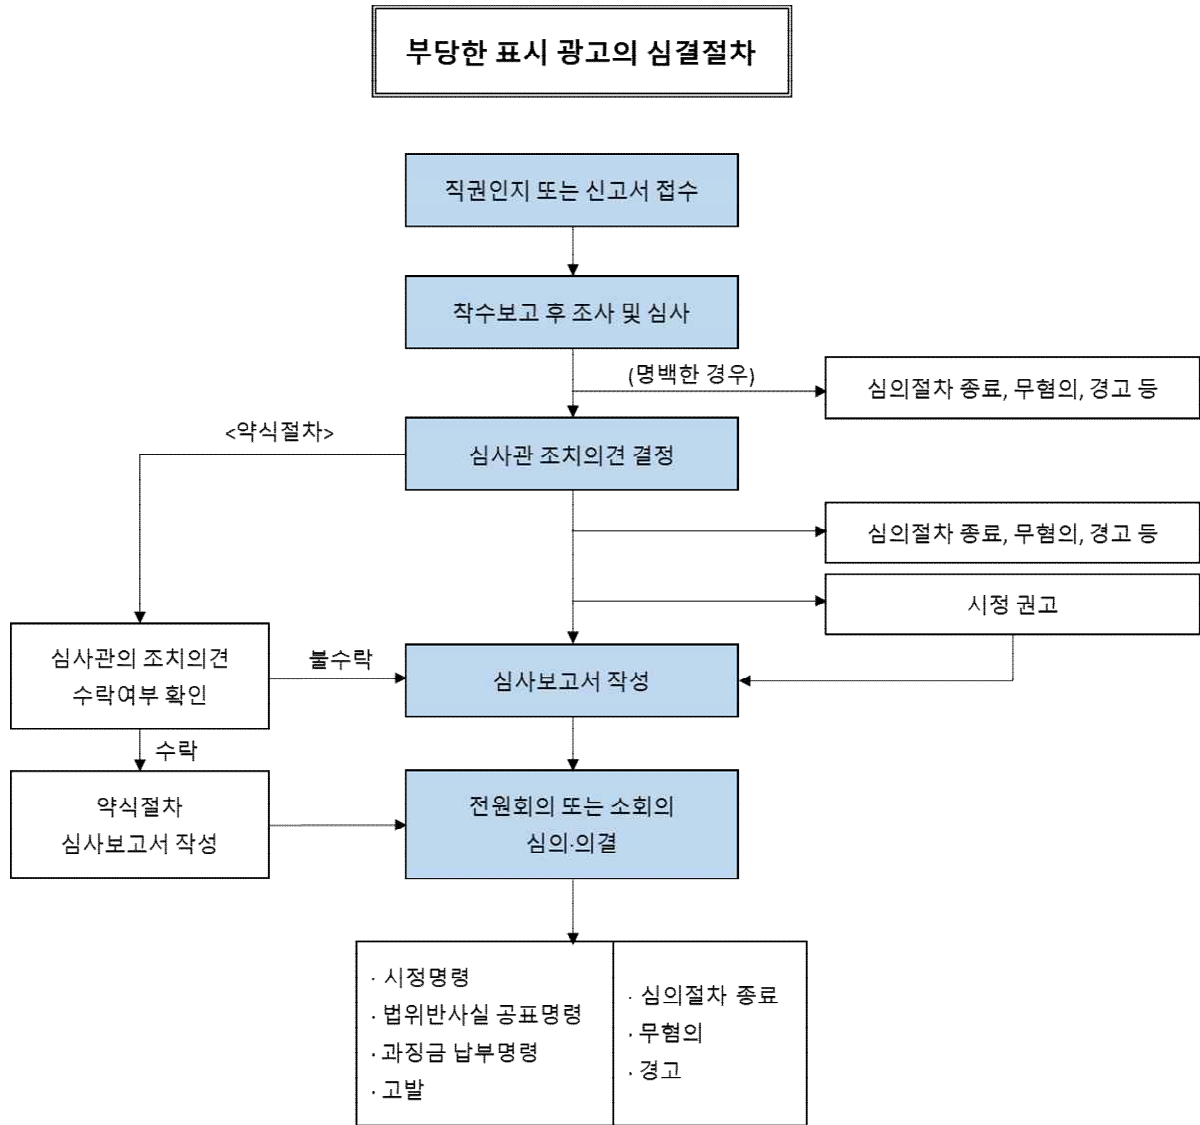 부당한 표시 광고의 심결절차
직권인지 또는 신고서 접수
착수보고 후 조사 및 심사
(명백한 경우)
심의절차 종료, 무혐의, 경고 등
<약식절차>
심사관 조치의견 결정
심의절차 종료, 무혐의, 경고 등
시정 권고
심사관의 조치의견
수락여부 확인
불수락
심사보고서 작성
수락
약식절차
심사보고서 작성
전원회의 또는 소회의
심의·의결
· 시정명령
· 법위반사실 공표명령
· 과징금 납부명령
· 고발
· 심의절차 종료
· 무혐의
· 경고